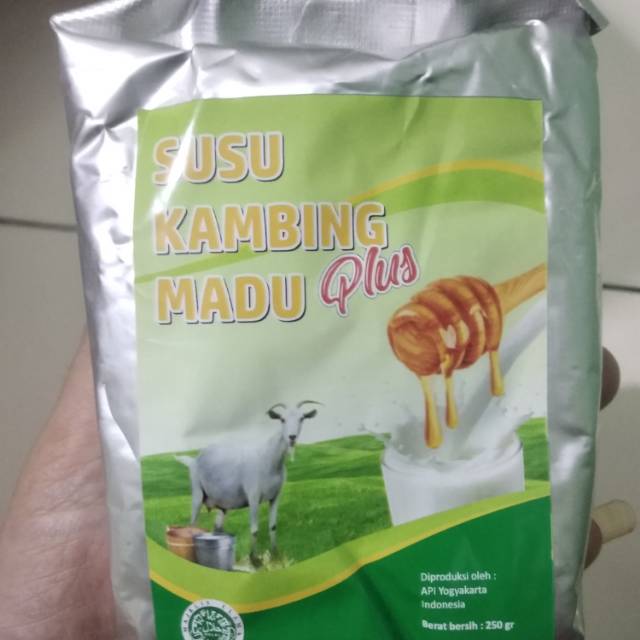 SUSU
KAMBING
MADU Plus
Diproduksi oleh :
API Yogyakarta
Indonesia
Berat bersih : 250 gr